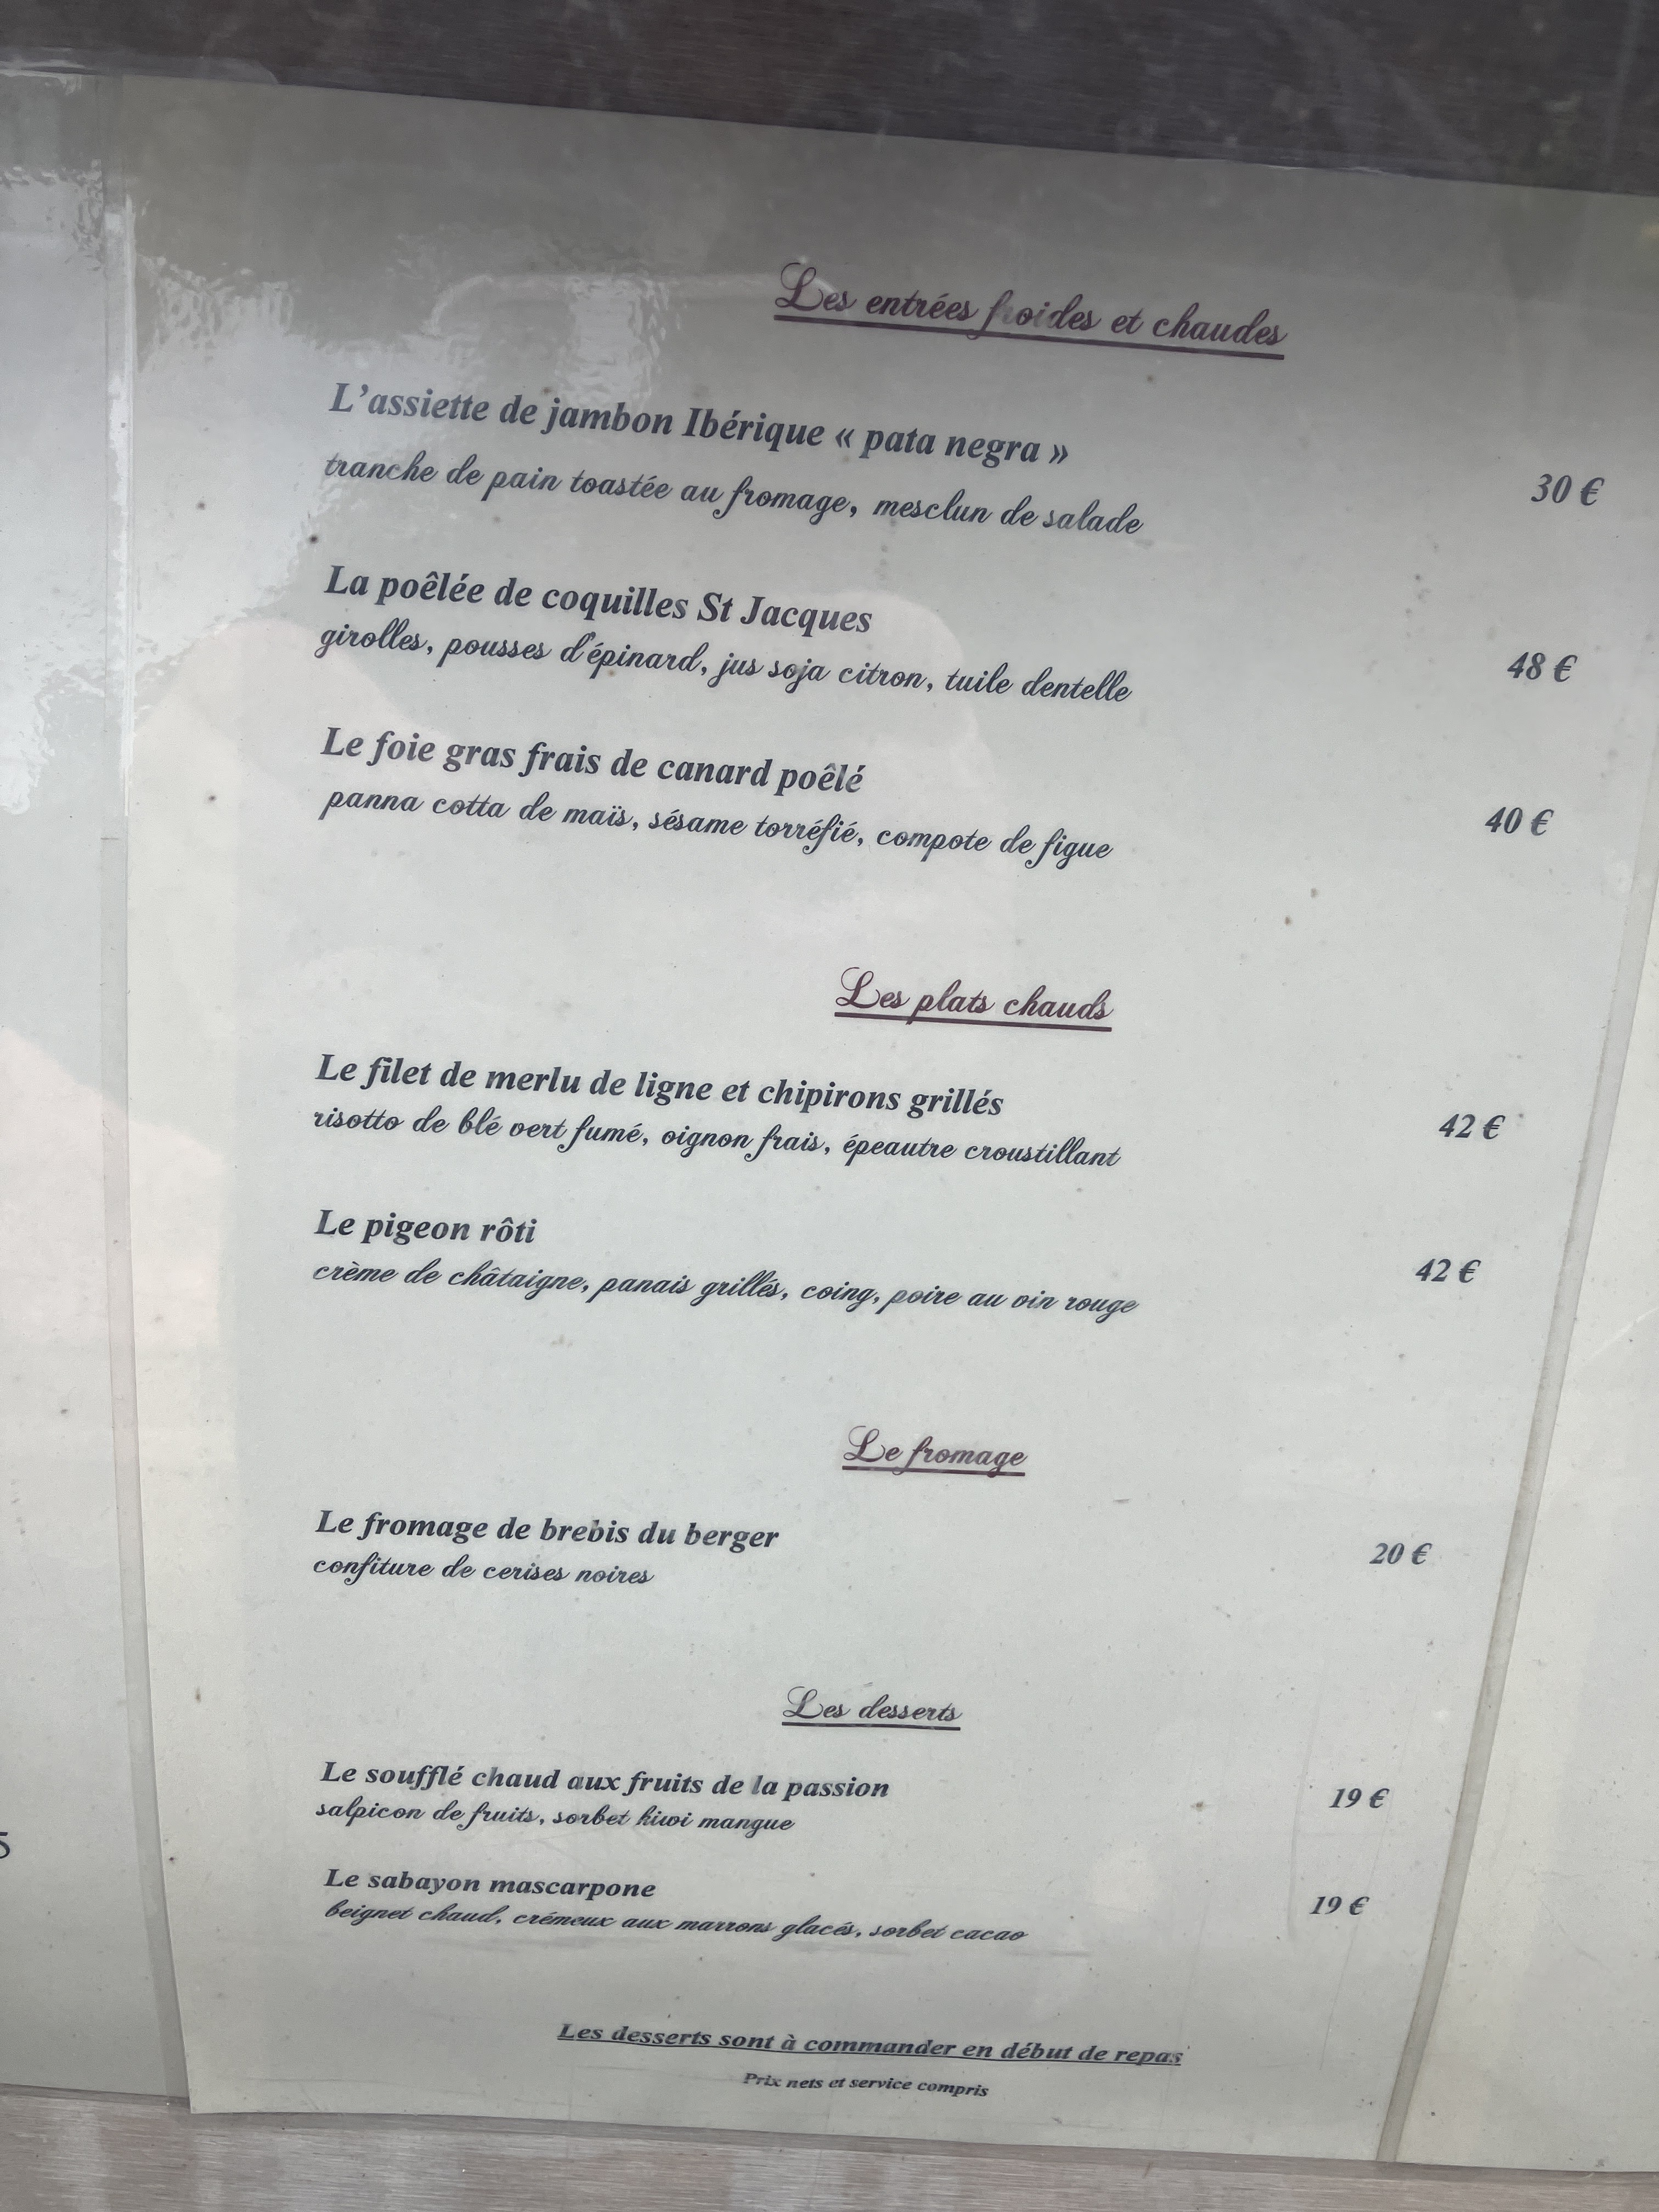 Les entrées froides et chaudes
L'assiette de jambon Ibérique « pata negra »
30 €
tranche de pain toastée au fromage, mesclun de salade
La poêlée de coquilles St Jacques
48 €
girolles, pousses d'épinard, jus soja citron, tuile dentelle
Le foie gras frais de canard poêlé
40 €
panna cotta de maïs, sésame torréfié, compote de figue
Les plats chauds
Le filet de merlu de ligne et chipirons grillés
42 €
risotto de blé vert fumé, oignon frais, épeautre croustillant
Le pigeon rôti
42 €
crème de châtaigne, panais grillés, coing, poire au vin rouge
Le fromage
Le fromage de brebis du berger
20 €
confiture de cerises noires
Les desserts
Le soufflé chaud aux fruits de la passion
19 €
salpicon de fruits, sorbet kiwi mangue
Le sabayon mascarpone
19 €
beignet chaud, crémeux aux marrons glacés, sorbet cacao
Les desserts sont à commander en début de repas
Prix nets et service compris
5